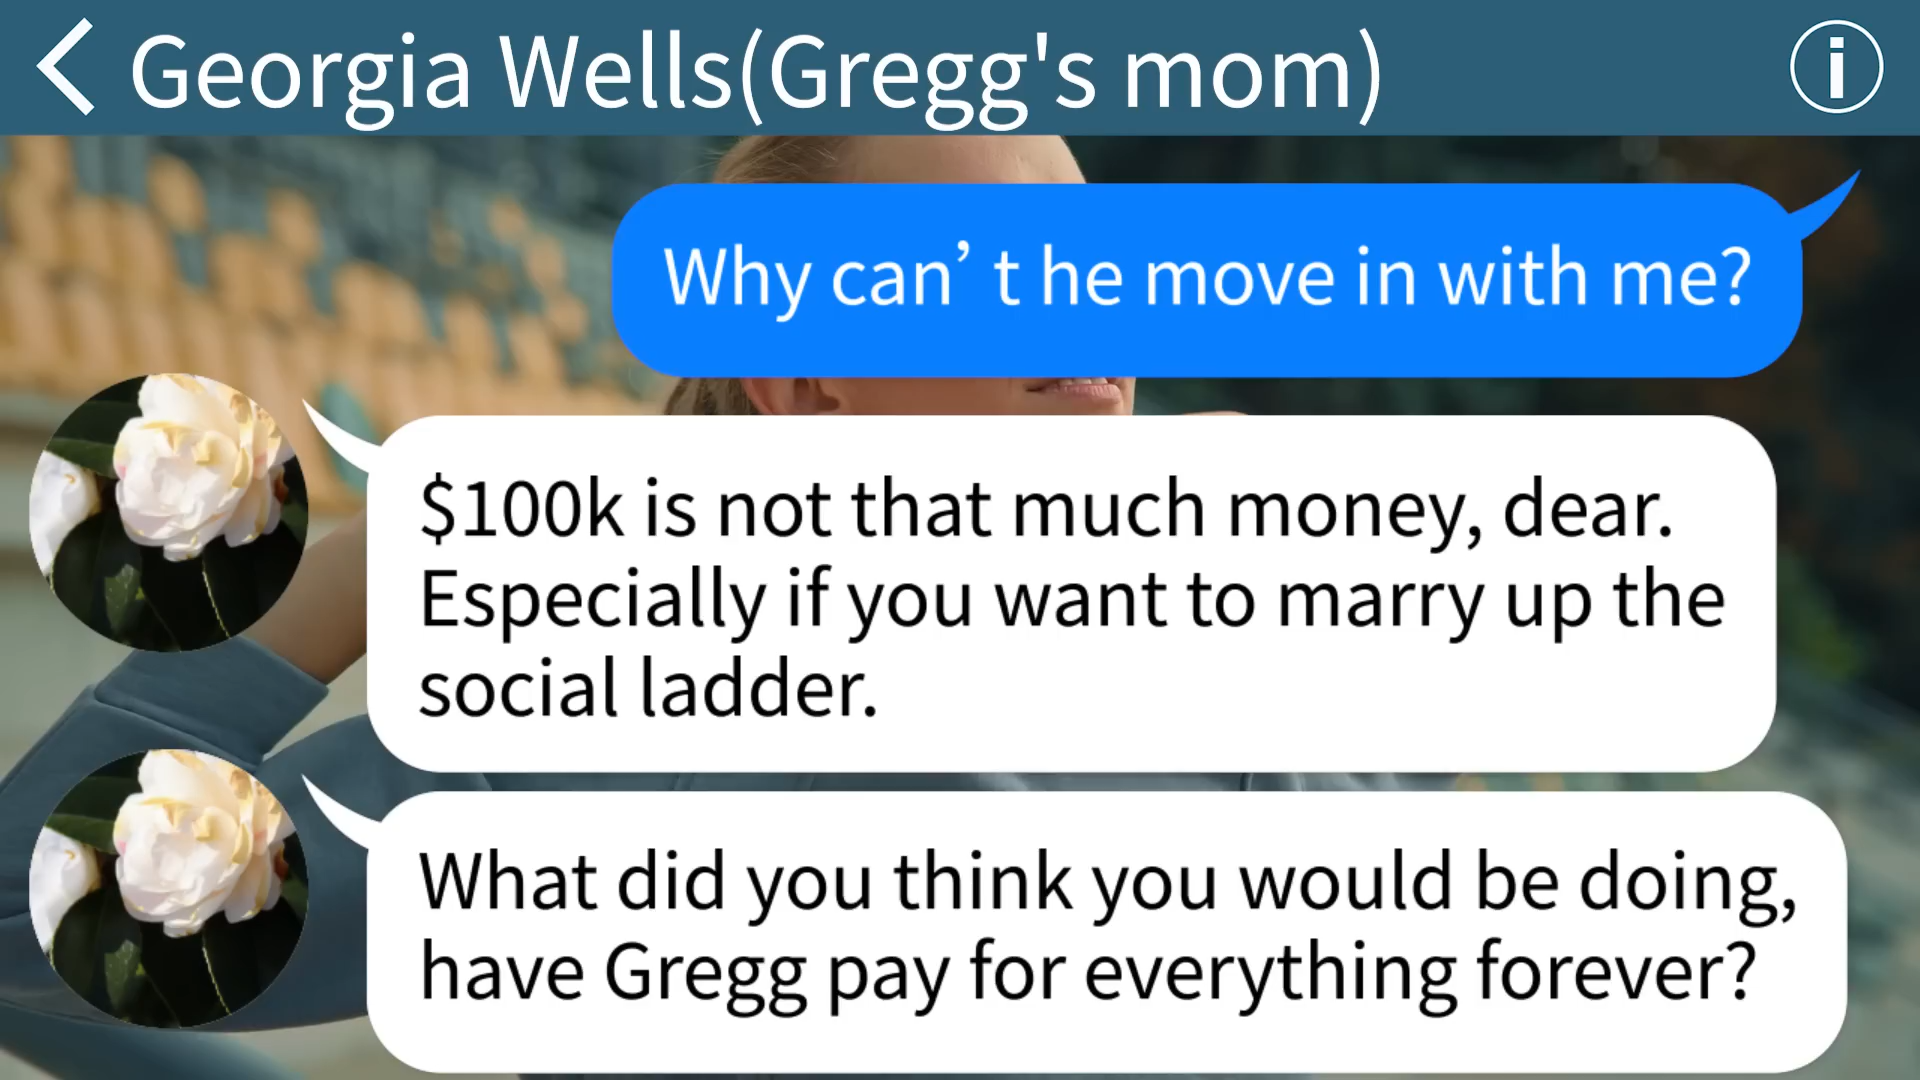 Georgia Wells(Gregg's mom)
Why can’t he move in with me?
$100k is not that much money, dear.
Especially if you want to marry up the
social ladder.
What did you think you would be doing,
have Gregg pay for everything forever?